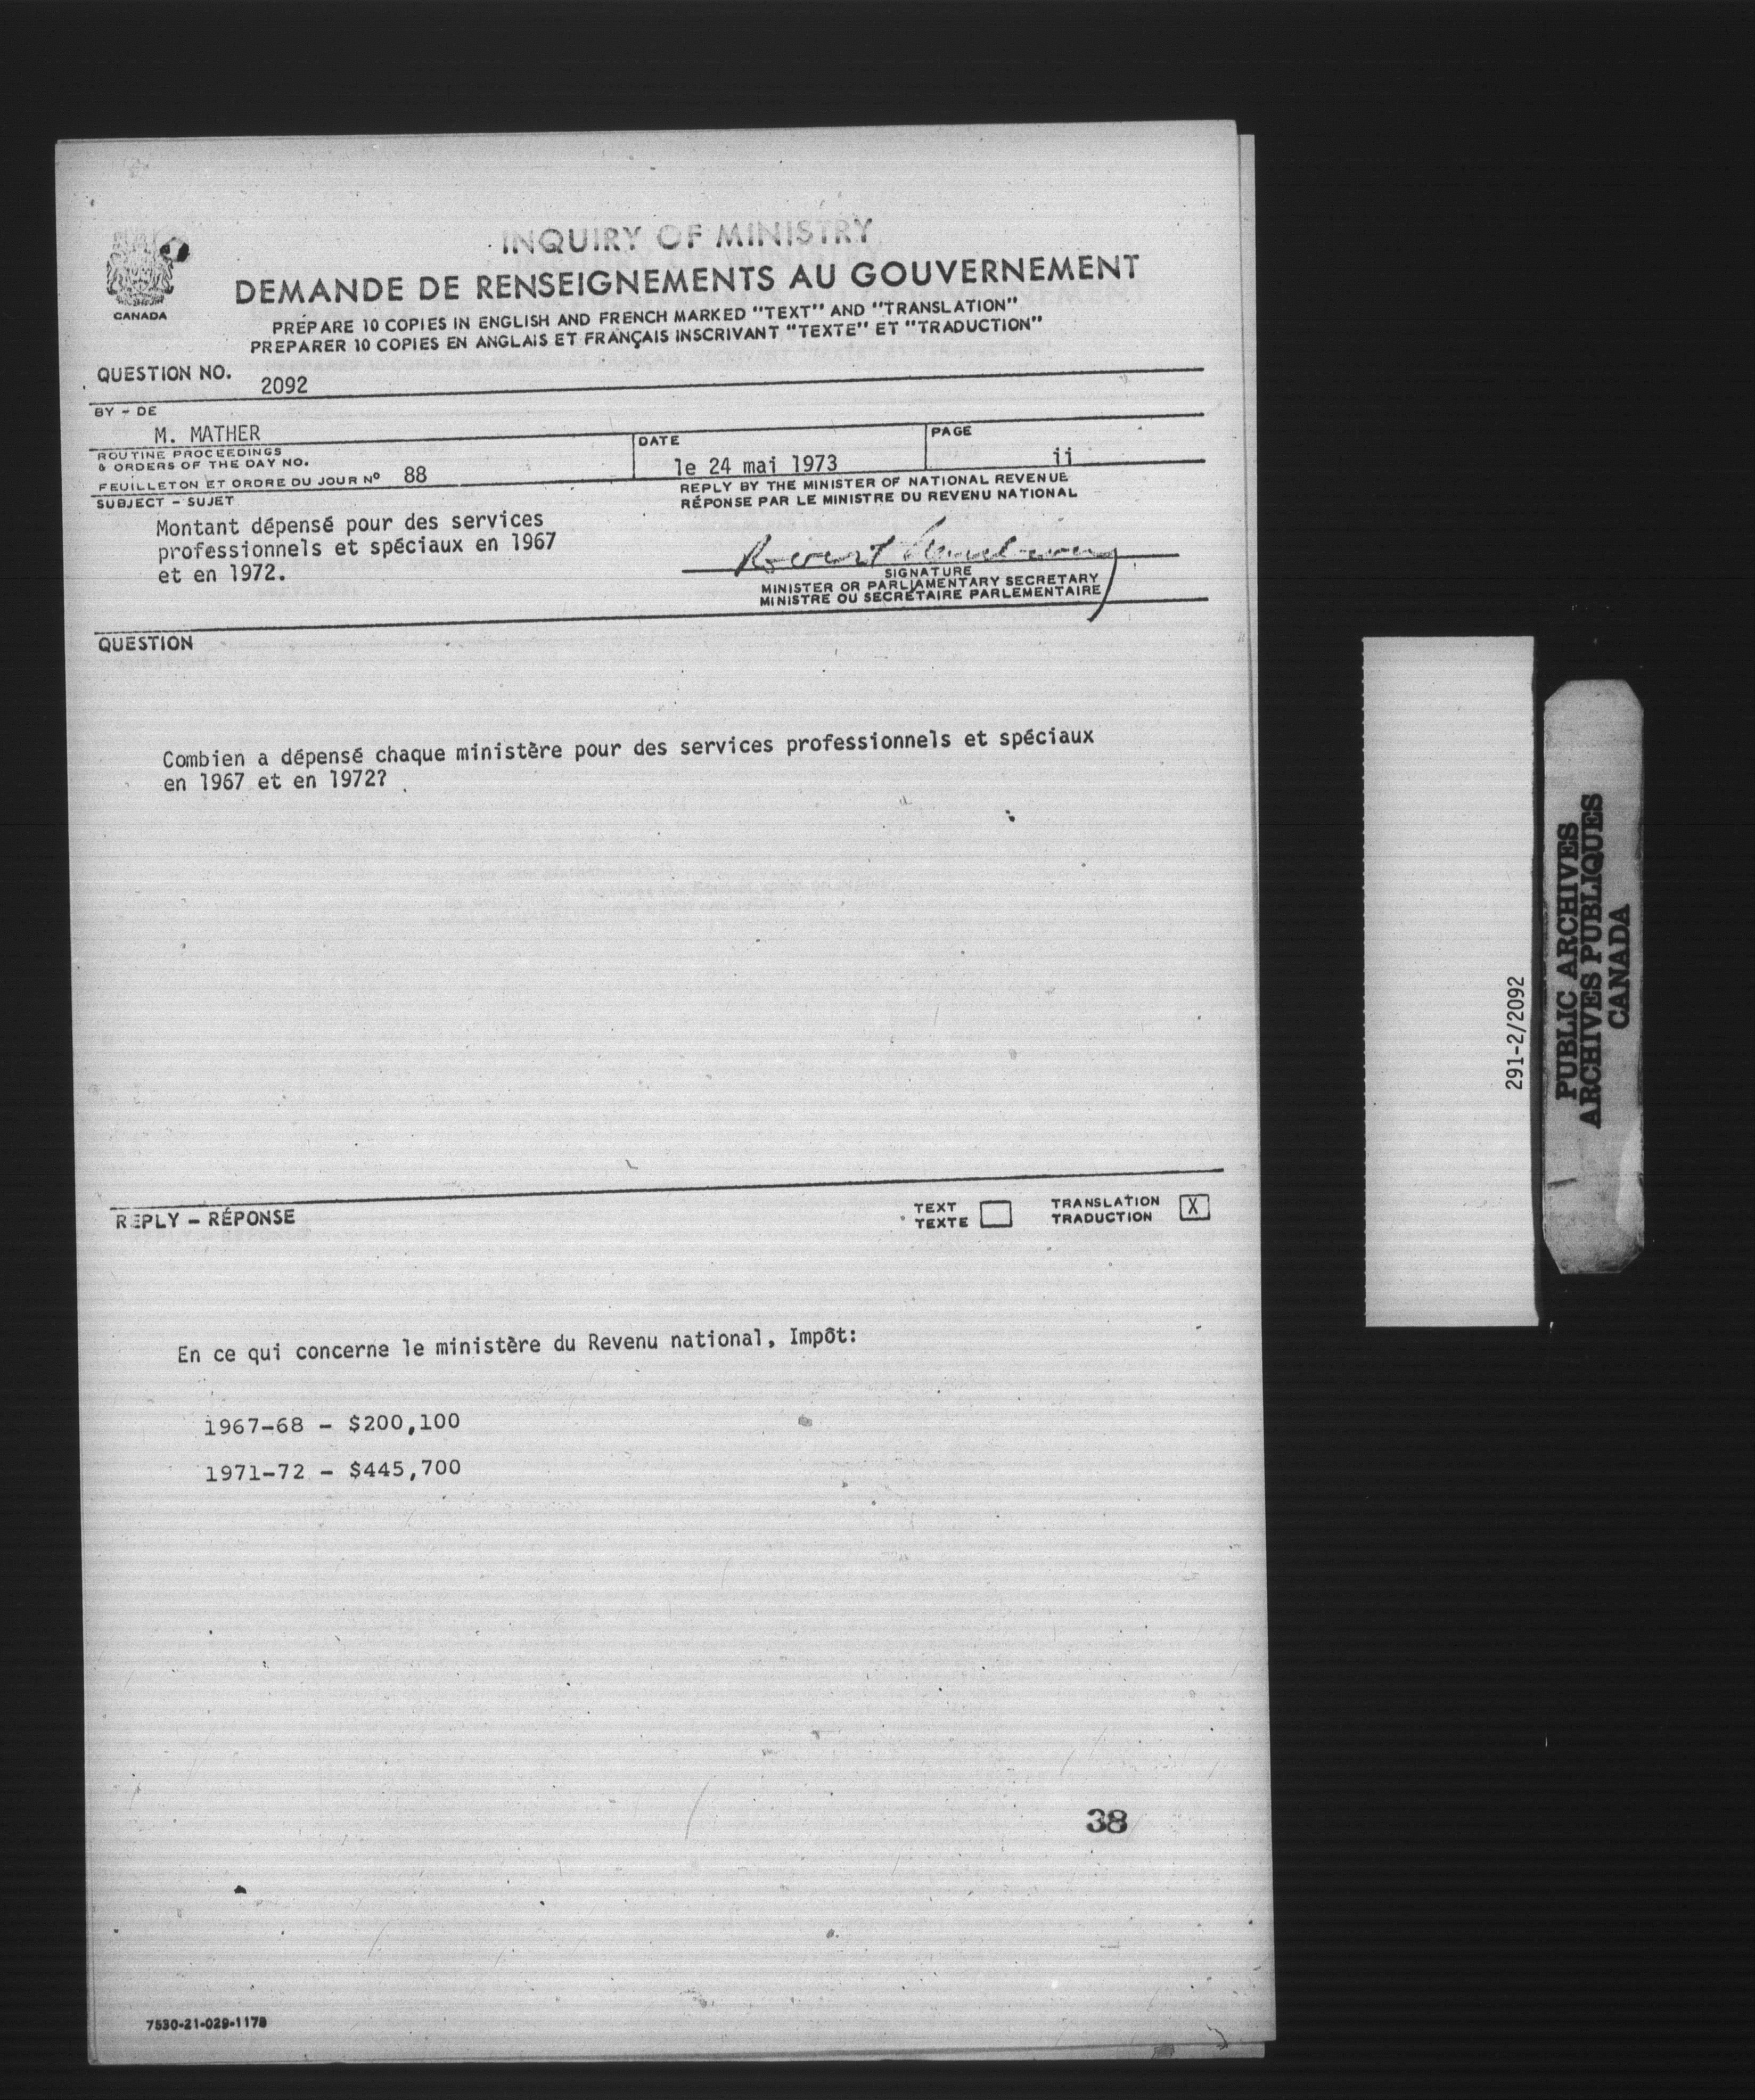 INQUIRY OF MINISTRY
DEMANDE DE RENSEIGNEMENTS AU GOUVERNEMENT
PREPARE 10 COPIES IN ENGLISH AND FRENCH MARKED "TEXT" AND "TRANSLATION"
PREPARER 10 COPIES EN ANGLAIS ET FRANÇAIS INSCRIVANT "TEXTE" ET "TRADUCTION"
CANADA
QUESTION NO. 2092
BY - DE
M. MATHER
ROUTINE PROCEEDINGS
& ORDERS OF THE DAY NO.
FEUILLETON ET ORDRE DU JOUR Nº 88
DATE
le 24 mai 1973
PAGE
ii
SUBJECT - SUJET
Montant dépensé pour des services
professionnels et spéciaux en 1967
et en 1972.
REPLY BY THE MINISTER OF NATIONAL REVENUE
RÉPONSE PAR LE MINISTRE DU REVENU NATIONAL
SIGNATURE
MINISTER OR PARLIAMENTARY SECRETARY
MINISTRE OU SECRÉTAIRE PARLEMENTAIRE
QUESTION
Combien a dépensé chaque ministère pour des services professionnels et spéciaux
en 1967 et en 1972?
REPLY - RÉPONSE
TEXT
TEXTE
TRANSLATION
TRADUCTION
X
En ce qui concerne le ministère du Revenu national, Impôt:
1967-68 - $200,100
1971-72 - $445,700
38
7530-21-029-1178
291-2/2092
PUBLIC ARCHIVES
ARCHIVES PUBLIQUES
CANADA